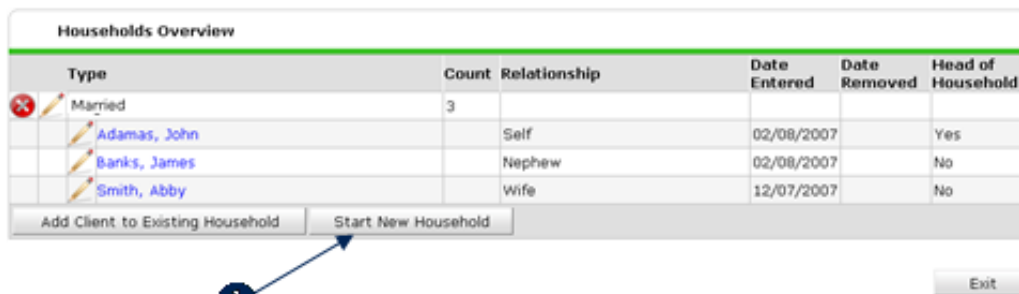 Households Overview
Type Count Relationship Date Entered Date Removed Head of Household
Married 3
Adamas, John Self 02/08/2007 Yes
Banks, James Nephew 02/08/2007 No
Smith, Abby Wife 12/07/2007 No
Add Client to Existing Household Start New Household
Exit